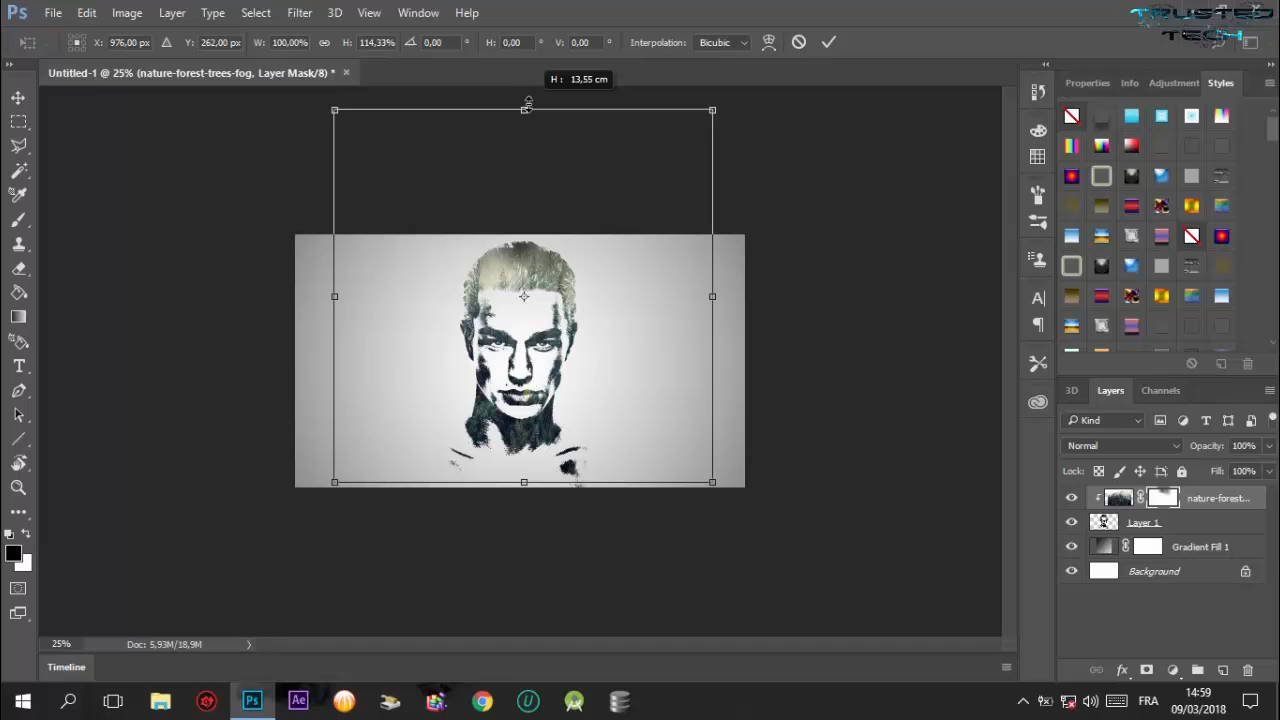 Ps File Edit Image Layer Type Select Filter 3D View Window Help
TRUSTED TECH
X: 976,00 px Y: 262,00 px W: 100,00% H: 114,33% 0,00 ° H: 0,00 ° V: 0,00 ° Interpolation: Bicubic
Untitled-1 @ 25% (nature-forest-trees-fog, Layer Mask/8) * ×
H : 13,55 cm
Properties Info Adjustment Styles
3D Layers Channels
Kind
Normal Opacity: 100%
Lock: Fill: 100%
nature-forest...
Layer 1
Gradient Fill 1
Background
25% Doc: 5,93M/18,9M
Timeline
Ps Ae FRA 14:59
09/03/2018